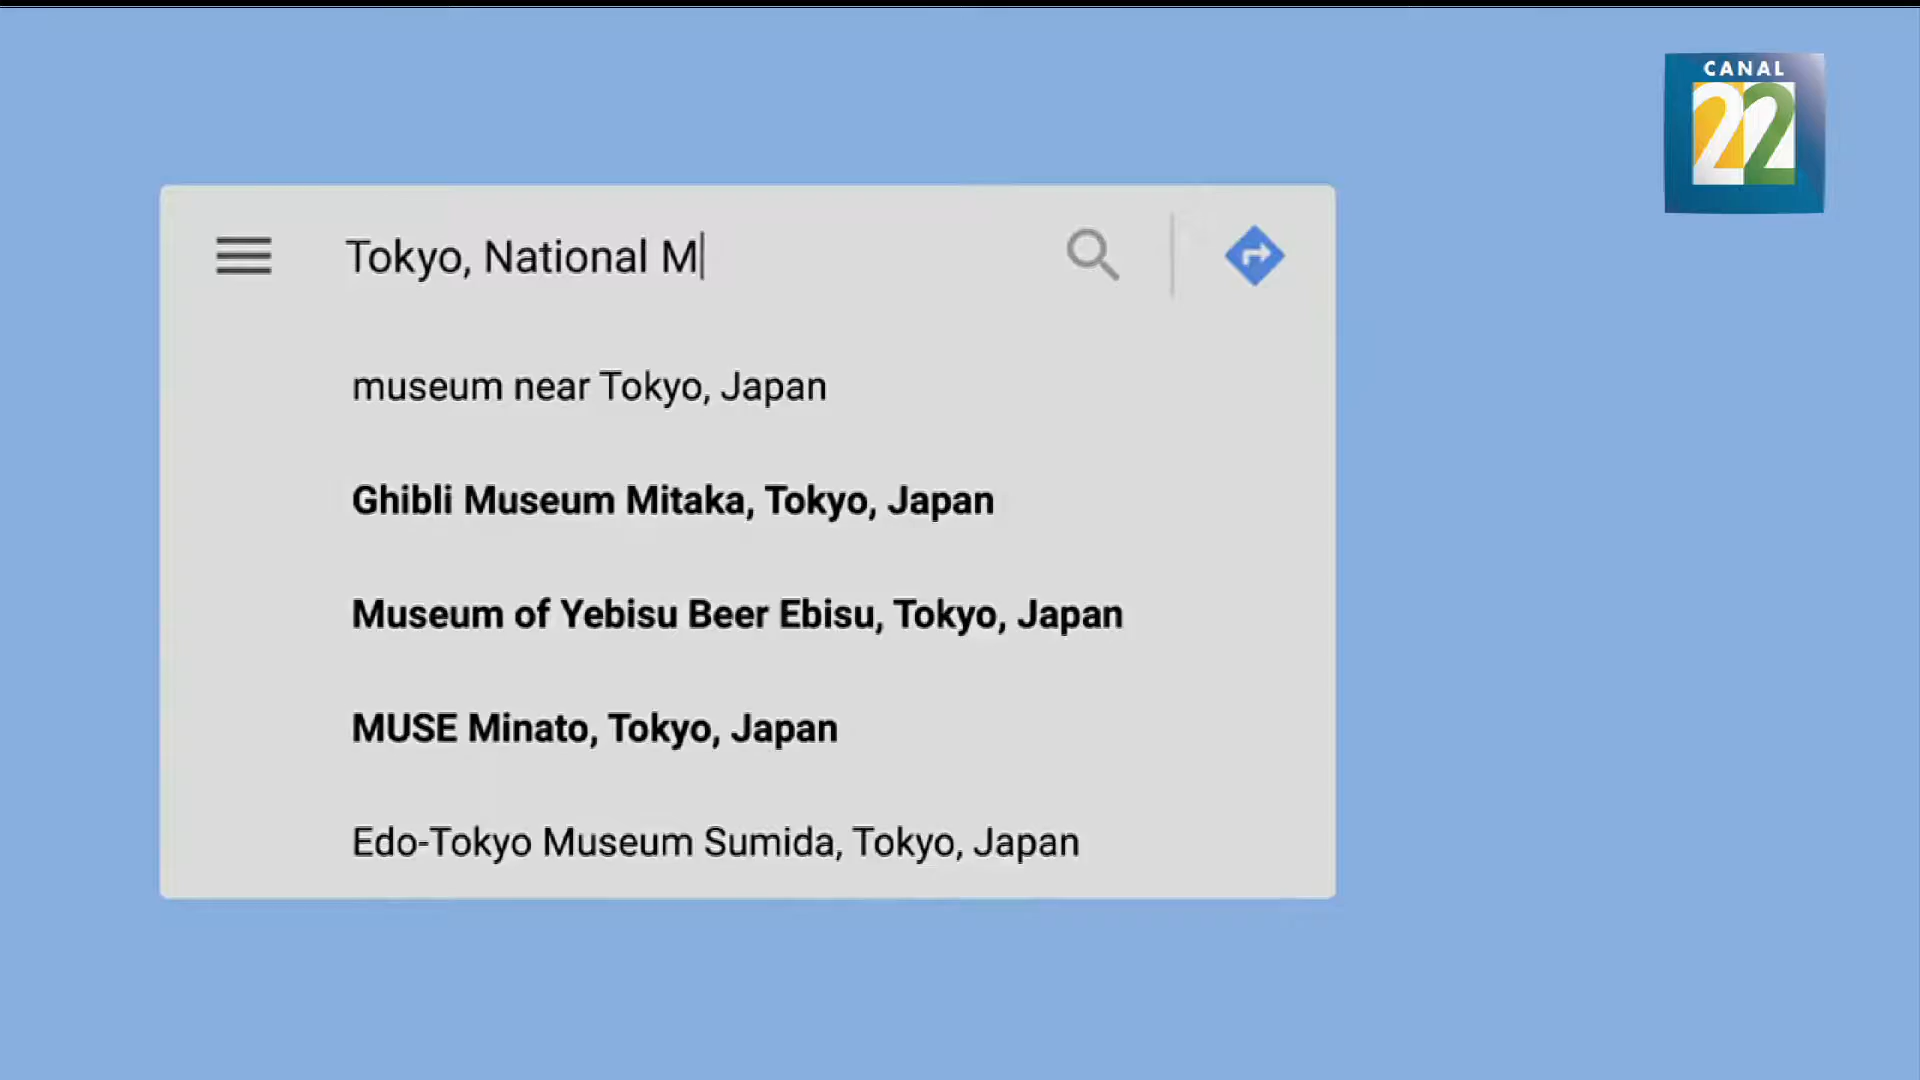 CANAL
22
Tokyo, National M
museum near Tokyo, Japan
Ghibli Museum Mitaka, Tokyo, Japan
Museum of Yebisu Beer Ebisu, Tokyo, Japan
MUSE Minato, Tokyo, Japan
Edo-Tokyo Museum Sumida, Tokyo, Japan